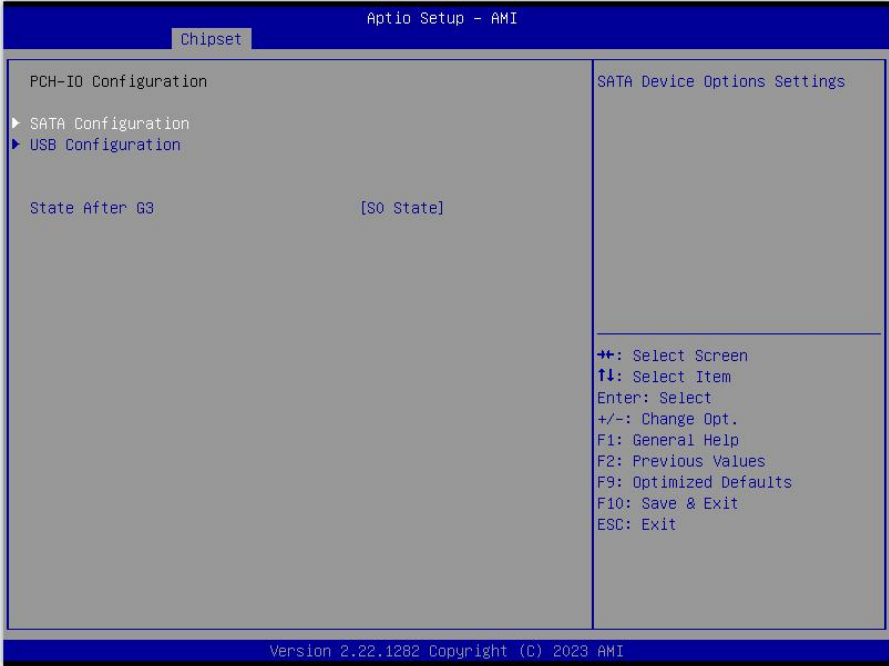 Aptio Setup – AMI
Chipset
PCH-IO Configuration
SATA Device Options Settings
▶ SATA Configuration
▶ USB Configuration
State After G3 [S0 State]
→←: Select Screen
↑↓: Select Item
Enter: Select
+/-: Change Opt.
F1: General Help
F2: Previous Values
F9: Optimized Defaults
F10: Save & Exit
ESC: Exit
Version 2.22.1282 Copyright (C) 2023 AMI